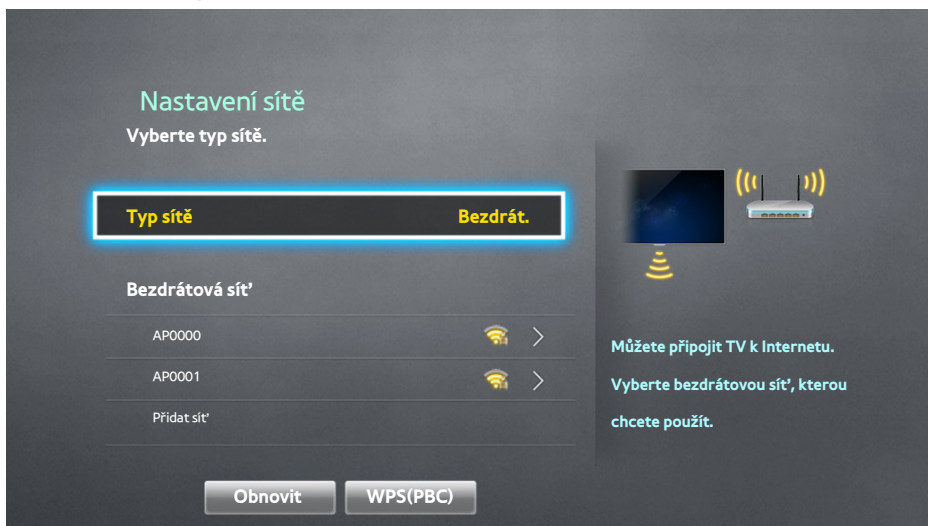 Nastavení sítě
Vyberte typ sítě.
Typ sítě Bezdrát.
Bezdrátová síť
AP0000
AP0001
Přidat síť
Můžete připojit TV k Internetu.
Vyberte bezdrátovou síť, kterou
chcete použít.
Obnovit WPS(PBC)